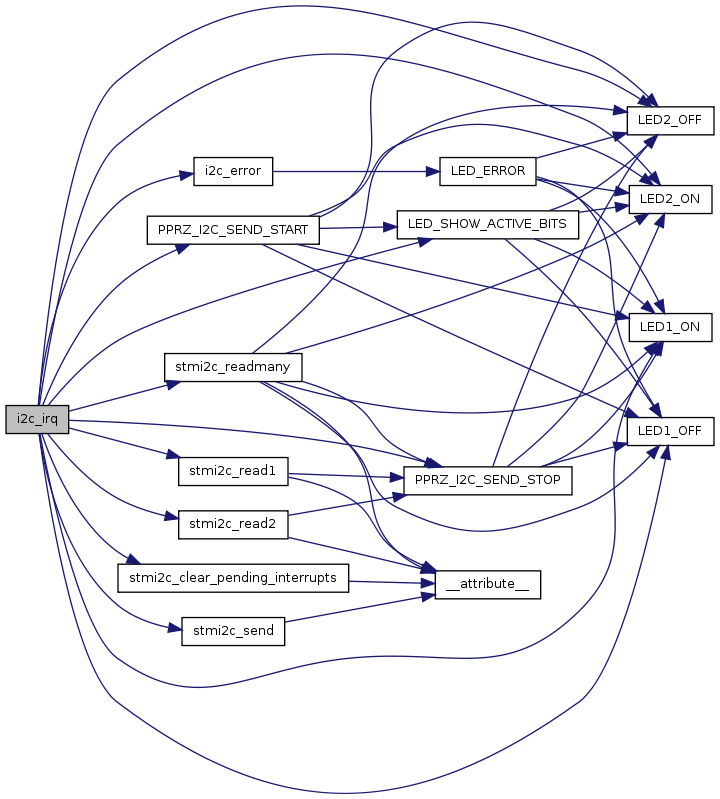 LED2_OFF
i2c_error
LED_ERROR
LED2_ON
PPRZ_I2C_SEND_START
LED_SHOW_ACTIVE_BITS
LED1_ON
stmi2c_readmany
i2c_irq
LED1_OFF
stmi2c_read1
PPRZ_I2C_SEND_STOP
stmi2c_read2
stmi2c_clear_pending_interrupts
__attribute__
stmi2c_send